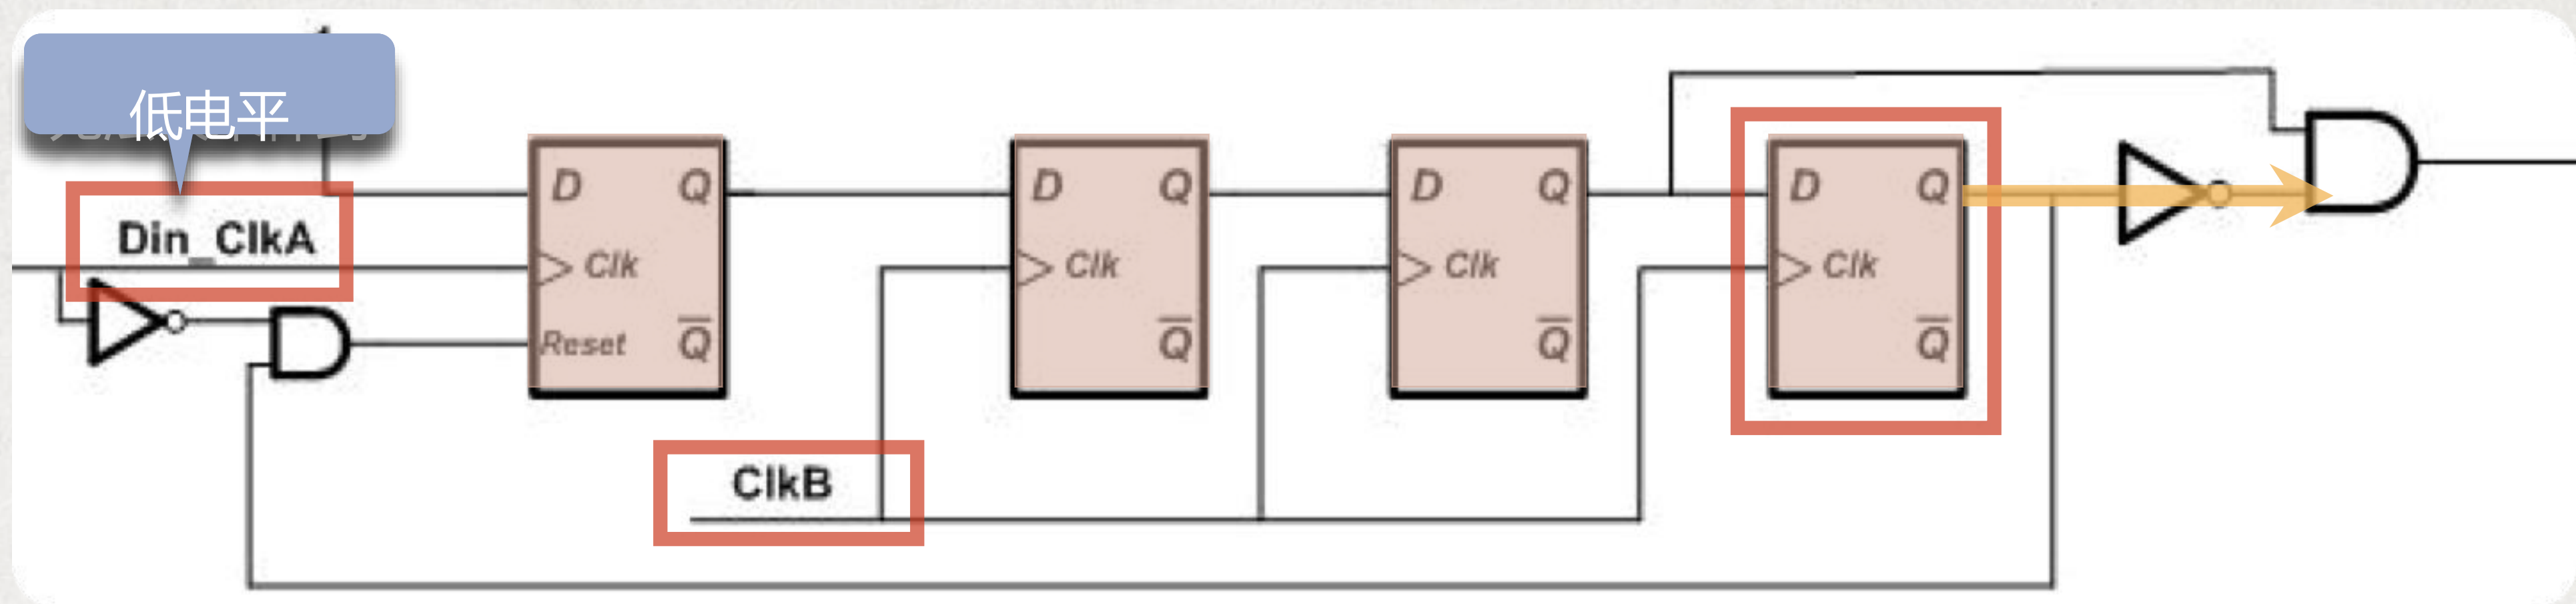 低电平
D Q
D Q
D Q
D Q
Din_ClkA
Clk
Clk
Clk
Clk
Reset Q̅
Q̅
Q̅
Q̅
ClkB